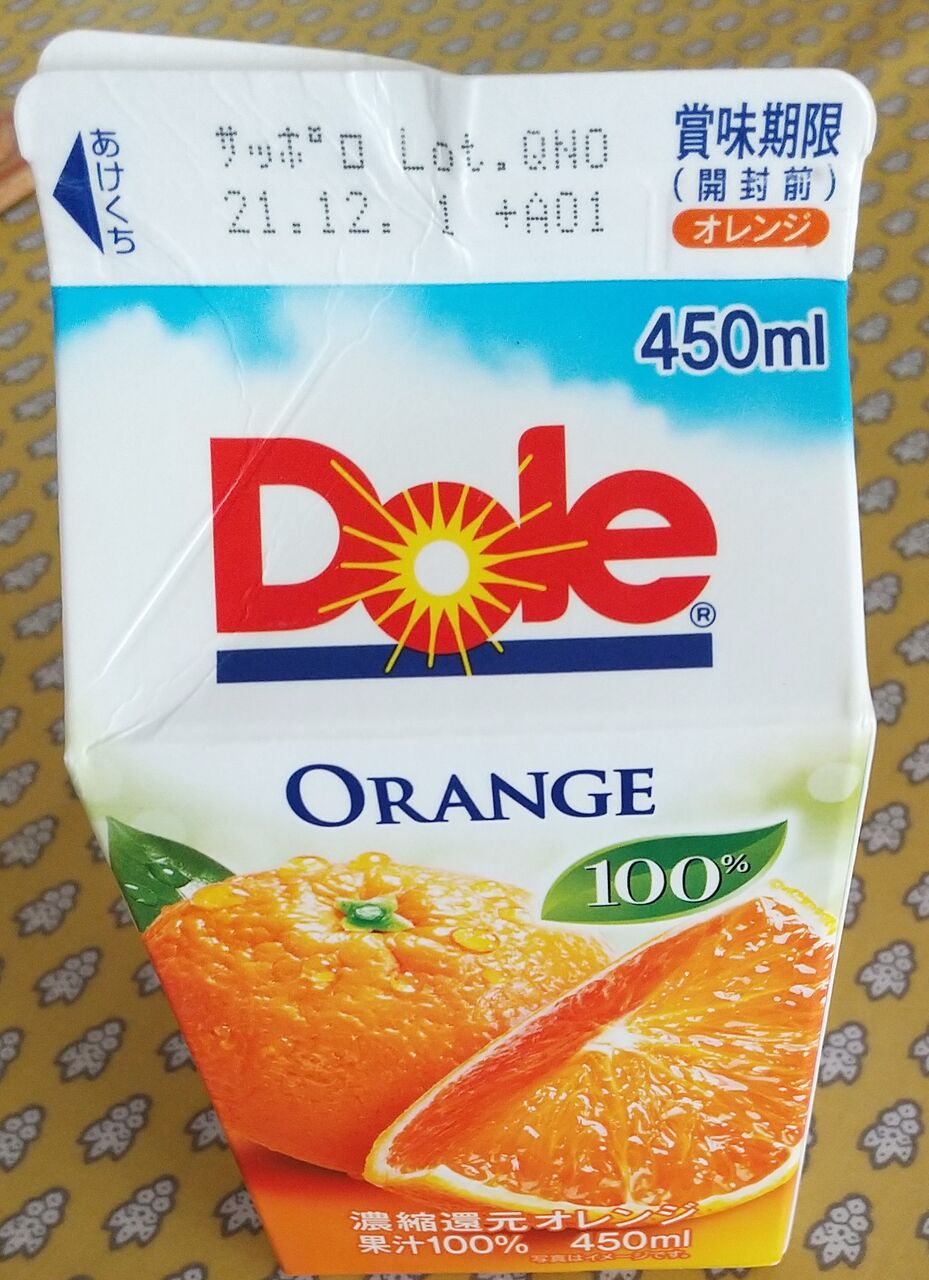 あけくち
サッポロ Lot.QNO
21.12. 1 +A01
賞味期限
(開封前)
オレンジ
450ml
Dole®
ORANGE
100%
濃縮還元オレンジ
果汁100% 450ml
写真はイメージです。